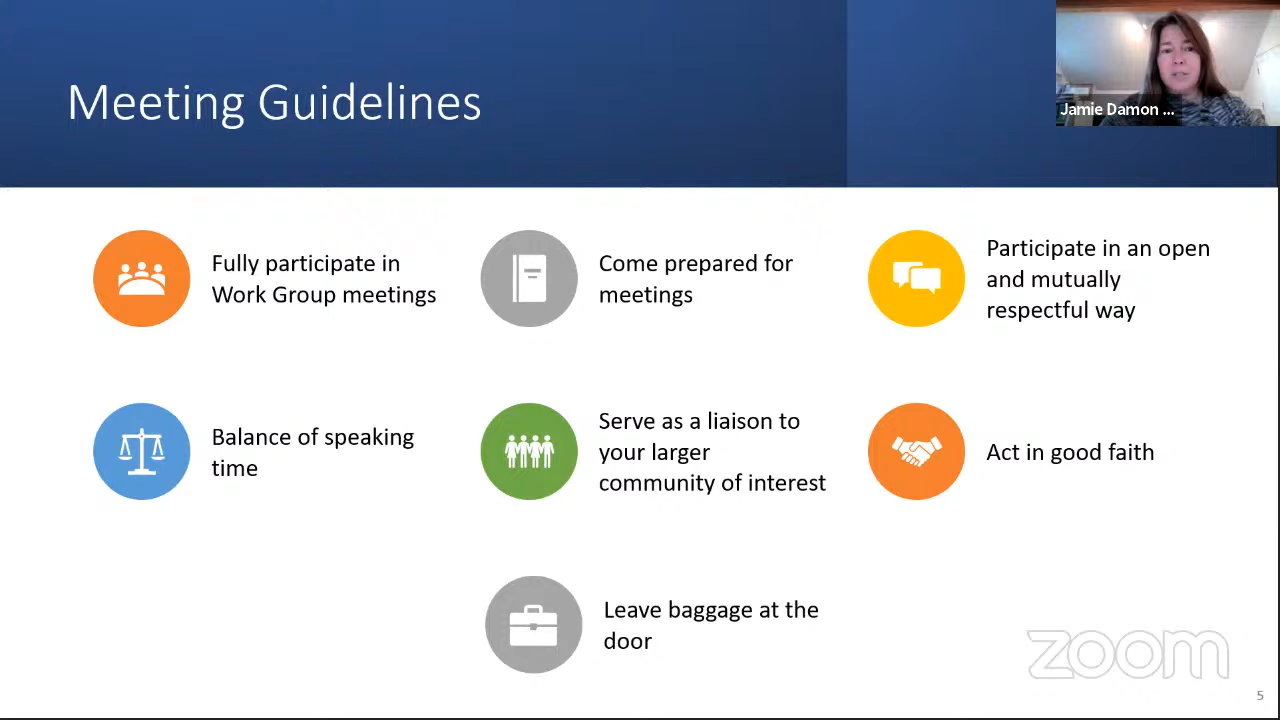 Meeting Guidelines
Jamie Damon ...
Fully participate in
Work Group meetings
Come prepared for
meetings
Participate in an open
and mutually
respectful way
Balance of speaking
time
Serve as a liaison to
your larger
community of interest
Act in good faith
Leave baggage at the
door
zoom
5